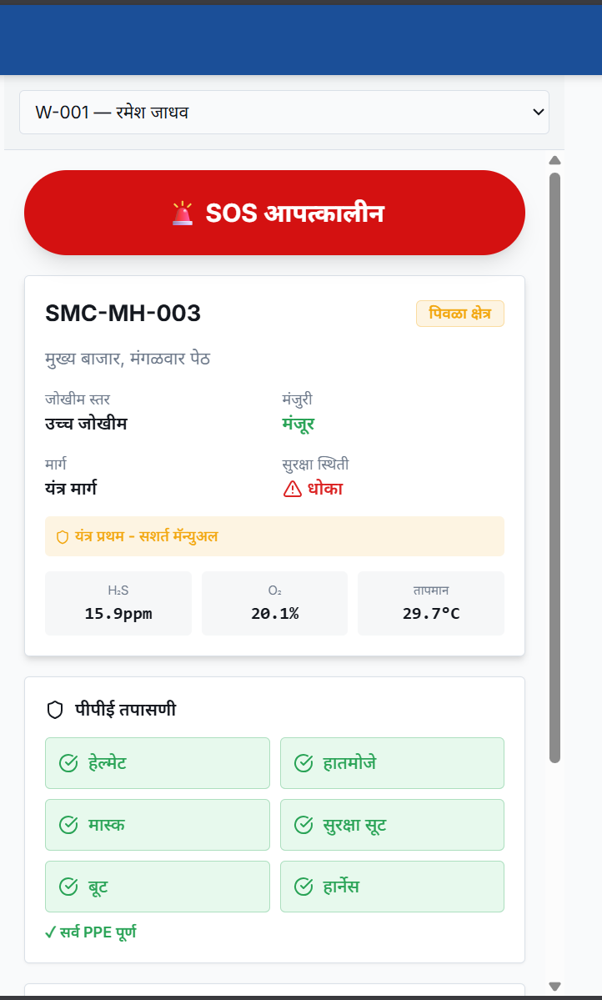 W-001 — रमेश जाधव
SOS आपत्कालीन
SMC-MH-003
पिवळा क्षेत्र
मुख्य बाजार, मंगळवार पेठ
जोखीम स्तर
मंजुरी
उच्च जोखीम
मंजूर
मार्ग
सुरक्षा स्थिती
यंत्र मार्ग
धोका
यंत्र प्रथम - सशर्त मॅन्युअल
H₂S
O₂
तापमान
15.9ppm
20.1%
29.7°C
पीपीई तपासणी
हेल्मेट
हातमोजे
मास्क
सुरक्षा सूट
बूट
हार्नेस
✓ सर्व PPE पूर्ण